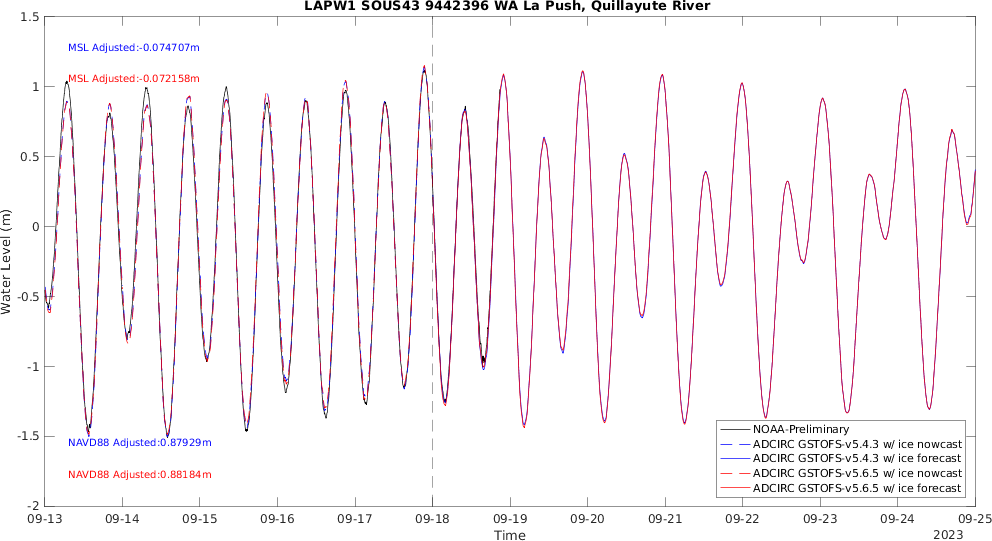 LAPW1 SOUS43 9442396 WA La Push, Quillayute River
1.5
1
0.5
0
-0.5
-1
-1.5
-2
Water Level (m)
MSL Adjusted:-0.074707m
MSL Adjusted:-0.072158m
NAVD88 Adjusted:0.87929m
NAVD88 Adjusted:0.88184m
NOAA-Preliminary
ADCIRC GSTOFS-v5.4.3 w/ ice nowcast
ADCIRC GSTOFS-v5.4.3 w/ ice forecast
ADCIRC GSTOFS-v5.6.5 w/ ice nowcast
ADCIRC GSTOFS-v5.6.5 w/ ice forecast
09-13 09-14 09-15 09-16 09-17 09-18 09-19 09-20 09-21 09-22 09-23 09-24 09-25
Time
2023